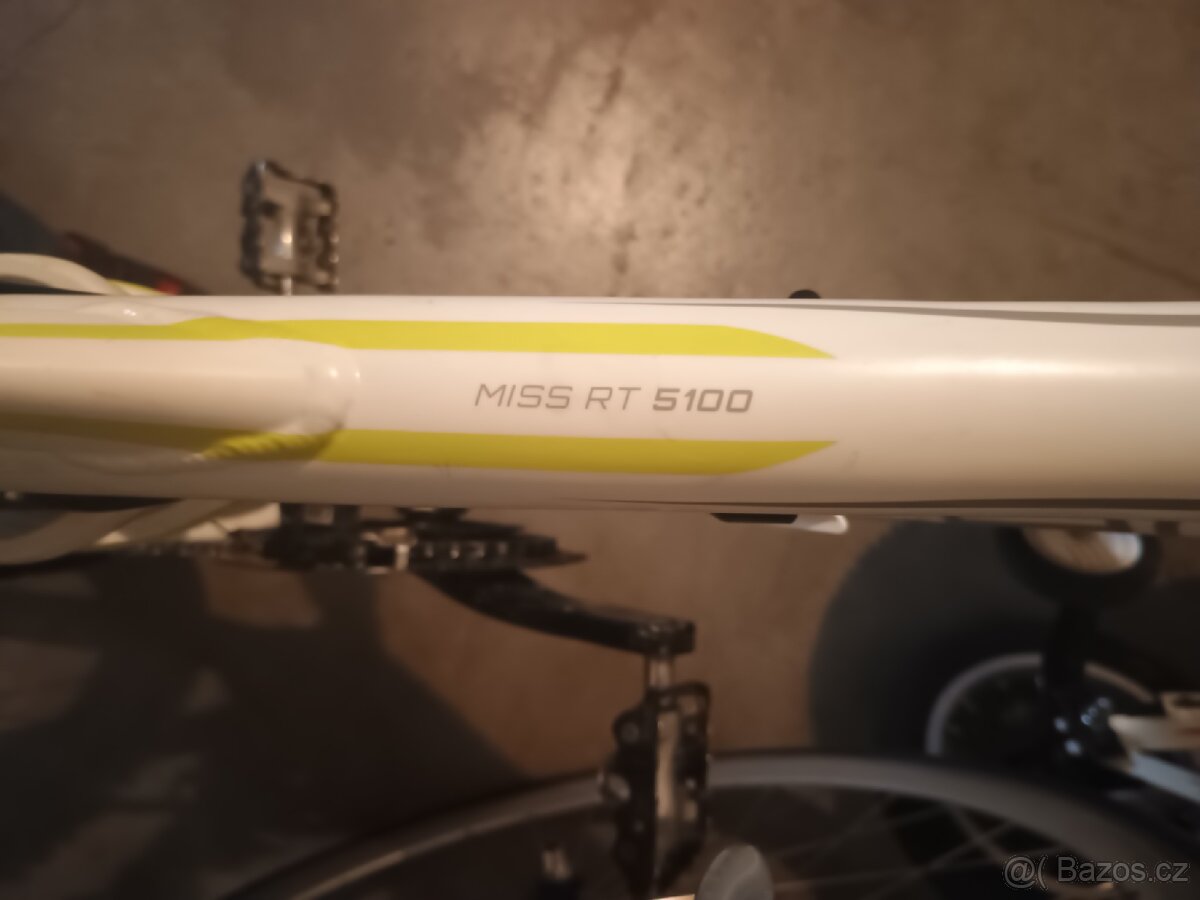 MISS RT 5100
@( Bazos.cz